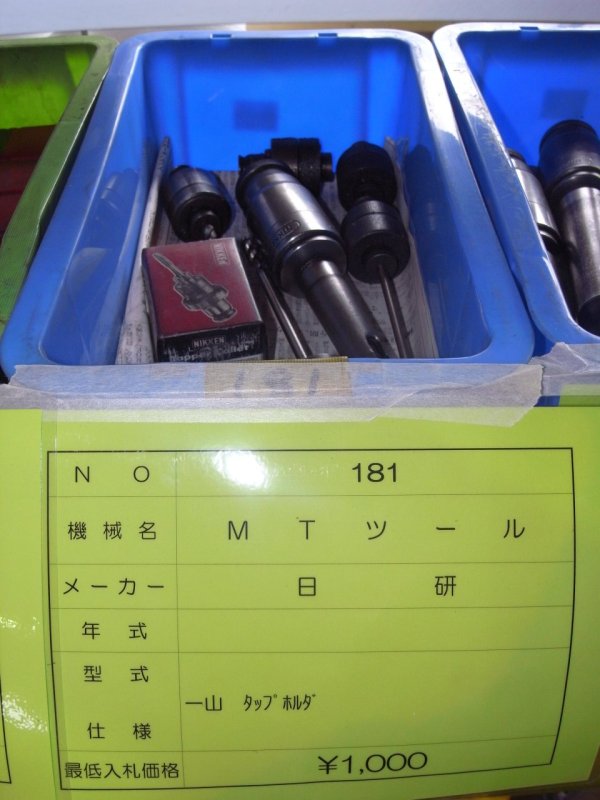 NIKKEN
181
NO 181
機械名 MTツール
メーカー 日研
年式
型式
一山 ﾀｯﾌﾟﾎﾙﾀﾞ
仕様
最低入札価格 ¥1,000